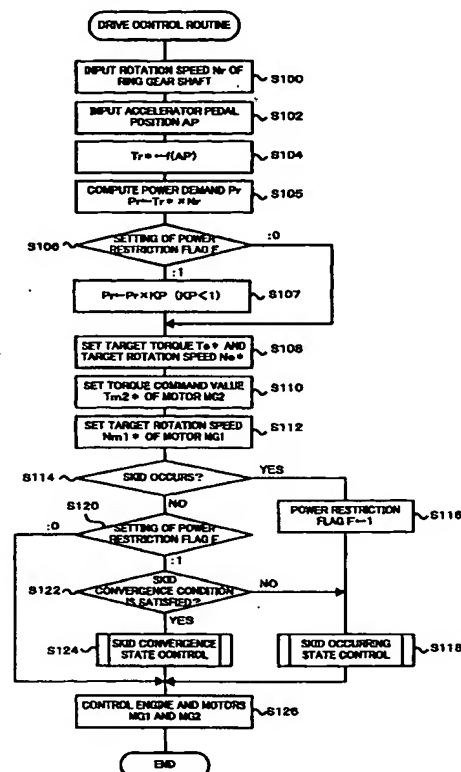 DRIVE CONTROL ROUTINE
INPUT ROTATION SPEED Nr OF
RING GEAR SHAFT
S100
INPUT ACCELERATOR PEDAL
POSITION AP
S102
Tr*←f(AP)
S104
COMPUTE POWER DEMAND Pr
Pr←Tr*×Nr
S105
S106
SETTING OF POWER
RESTRICTION FLAG F
:0
:1
Pr←Pr×KP (KP<1)
S107
SET TARGET TORQUE Te* AND
TARGET ROTATION SPEED Ne*
S108
SET TORQUE COMMAND VALUE
Tm2* OF MOTOR MG2
S110
SET TARGET ROTATION SPEED
Nm1* OF MOTOR MG1
S112
S114
SKID OCCURS?
YES
NO
POWER RESTRICTION
FLAG F←1
S116
S120
:0
SETTING OF POWER
RESTRICTION FLAG F
:1
S122
SKID
CONVERGENCE CONDITION
IS SATISFIED?
NO
YES
S124
SKID CONVERGENCE
STATE CONTROL
SKID OCCURRING
STATE CONTROL
S118
CONTROL ENGINE AND MOTORS
MG1 AND MG2
S126
END